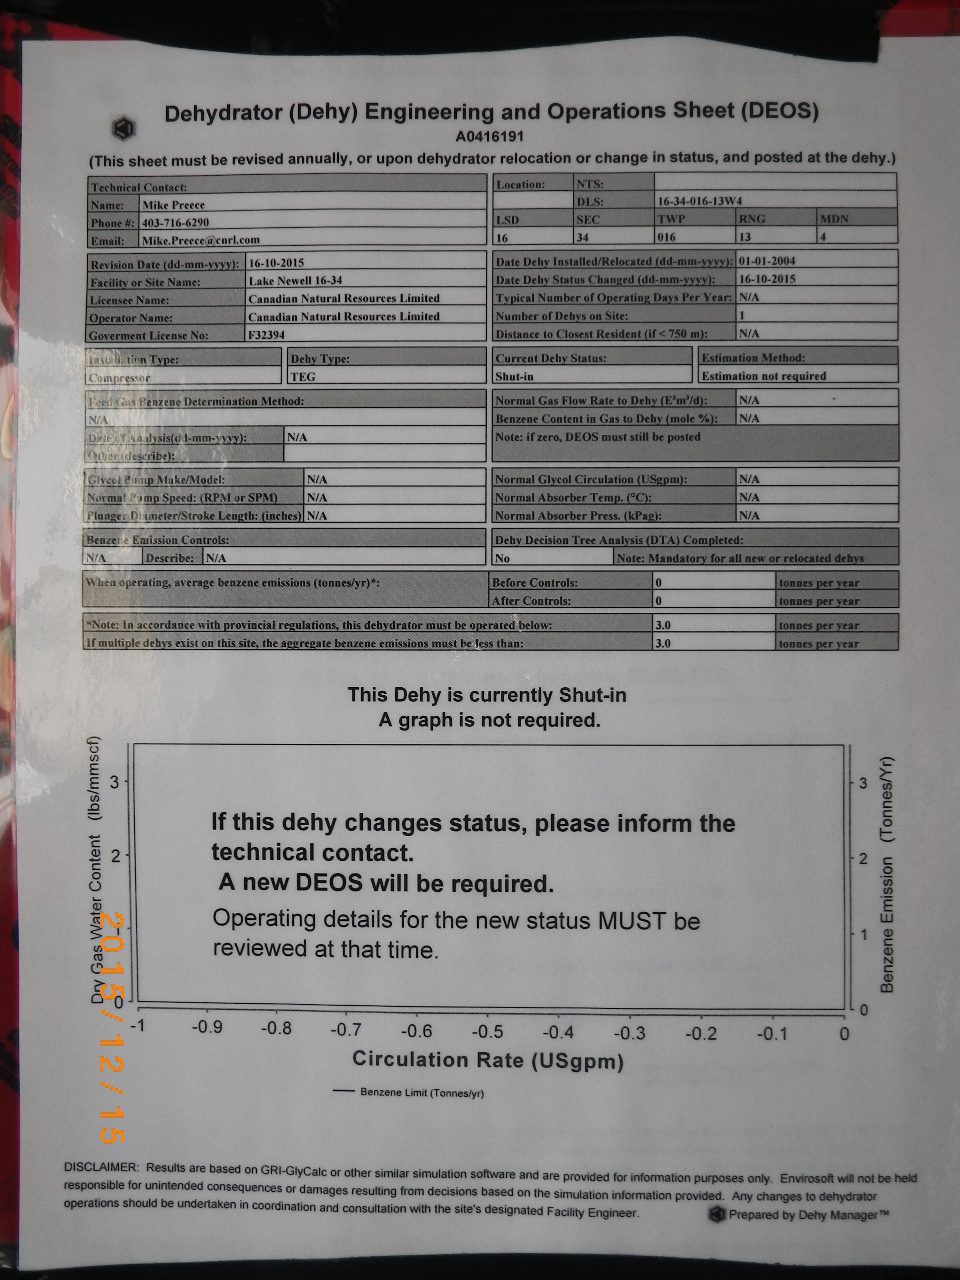 Dehydrator (Dehy) Engineering and Operations Sheet (DEOS)
A0416191
(This sheet must be revised annually, or upon dehydrator relocation or change in status, and posted at the dehy.)
Technical Contact:
Name: Mike Preece
Phone #: 403-716-6290
Email: Mike.Preece@cnrl.com
Location: NTS:
DLS: 16-34-016-13W4
LSD SEC TWP RNG MDN
16 34 016 13 4
Revision Date (dd-mm-yyyy): 16-10-2015
Facility or Site Name: Lake Newell 16-34
Licensee Name: Canadian Natural Resources Limited
Operator Name: Canadian Natural Resources Limited
Goverment License No: F32394
Date Dehy Installed/Relocated (dd-mm-yyyy): 01-01-2004
Date Dehy Status Changed (dd-mm-yyyy): 16-10-2015
Typical Number of Operating Days Per Year: N/A
Number of Dehys on Site: 1
Distance to Closest Resident (if < 750 m): N/A
Installation Type: Dehy Type:
Compressor TEG
Current Dehy Status: Estimation Method:
Shut-in Estimation not required
Feed Gas Benzene Determination Method:
N/A
Date of Analysis(dd-mm-yyyy): N/A
Other (describe):
Normal Gas Flow Rate to Dehy (E³m³/d): N/A
Benzene Content in Gas to Dehy (mole %): N/A
Note: if zero, DEOS must still be posted
Glycol Pump Make/Model: N/A
Normal Pump Speed: (RPM or SPM) N/A
Plunger Diameter/Stroke Length: (inches) N/A
Normal Glycol Circulation (USgpm): N/A
Normal Absorber Temp. (°C): N/A
Normal Absorber Press. (kPag): N/A
Benzene Emission Controls:
N/A Describe: N/A
Dehy Decision Tree Analysis (DTA) Completed:
No Note: Mandatory for all new or relocated dehys
When operating, average benzene emissions (tonnes/yr)*: Before Controls: 0 tonnes per year
After Controls: 0 tonnes per year
*Note: In accordance with provincial regulations, this dehydrator must be operated below: 3.0 tonnes per year
If multiple dehys exist on this site, the aggregate benzene emissions must be less than: 3.0 tonnes per year
This Dehy is currently Shut-in
A graph is not required.
Dry Gas Water Content (lbs/mmscf)
3
2
1
0
If this dehy changes status, please inform the
technical contact.
A new DEOS will be required.
Operating details for the new status MUST be
reviewed at that time.
3
2
1
0
Benzene Emission (Tonnes/Yr)
-1 -0.9 -0.8 -0.7 -0.6 -0.5 -0.4 -0.3 -0.2 -0.1 0
Circulation Rate (USgpm)
Benzene Limit (Tonnes/yr)
2015/12/15
DISCLAIMER: Results are based on GRI-GlyCalc or other similar simulation software and are provided for information purposes only. Envirosoft will not be held
responsible for unintended consequences or damages resulting from decisions based on the simulation information provided. Any changes to dehydrator
operations should be undertaken in coordination and consultation with the site's designated Facility Engineer.
Prepared by Dehy Manager™